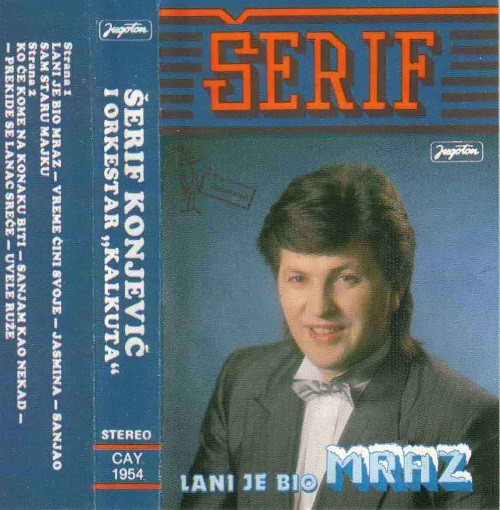 Strana 1
LANI JE BIO MRAZ — VREME ČINI SVOJE — JASMINA — SANJAO
SAM STARU MAJKU
Strana 2
KO ĆE KOME NA KONAKU BITI — SANJAM KAO NEKAD —
— PREKIDE SE LANAC SREĆE — UVELE RUŽE
Jugoton
ŠERIF KONJEVIĆ
I ORKESTAR „KALKUTA“
STEREO
CAY
1954
ŠERIF
Jugoton
LANI JE BIO MRAZ